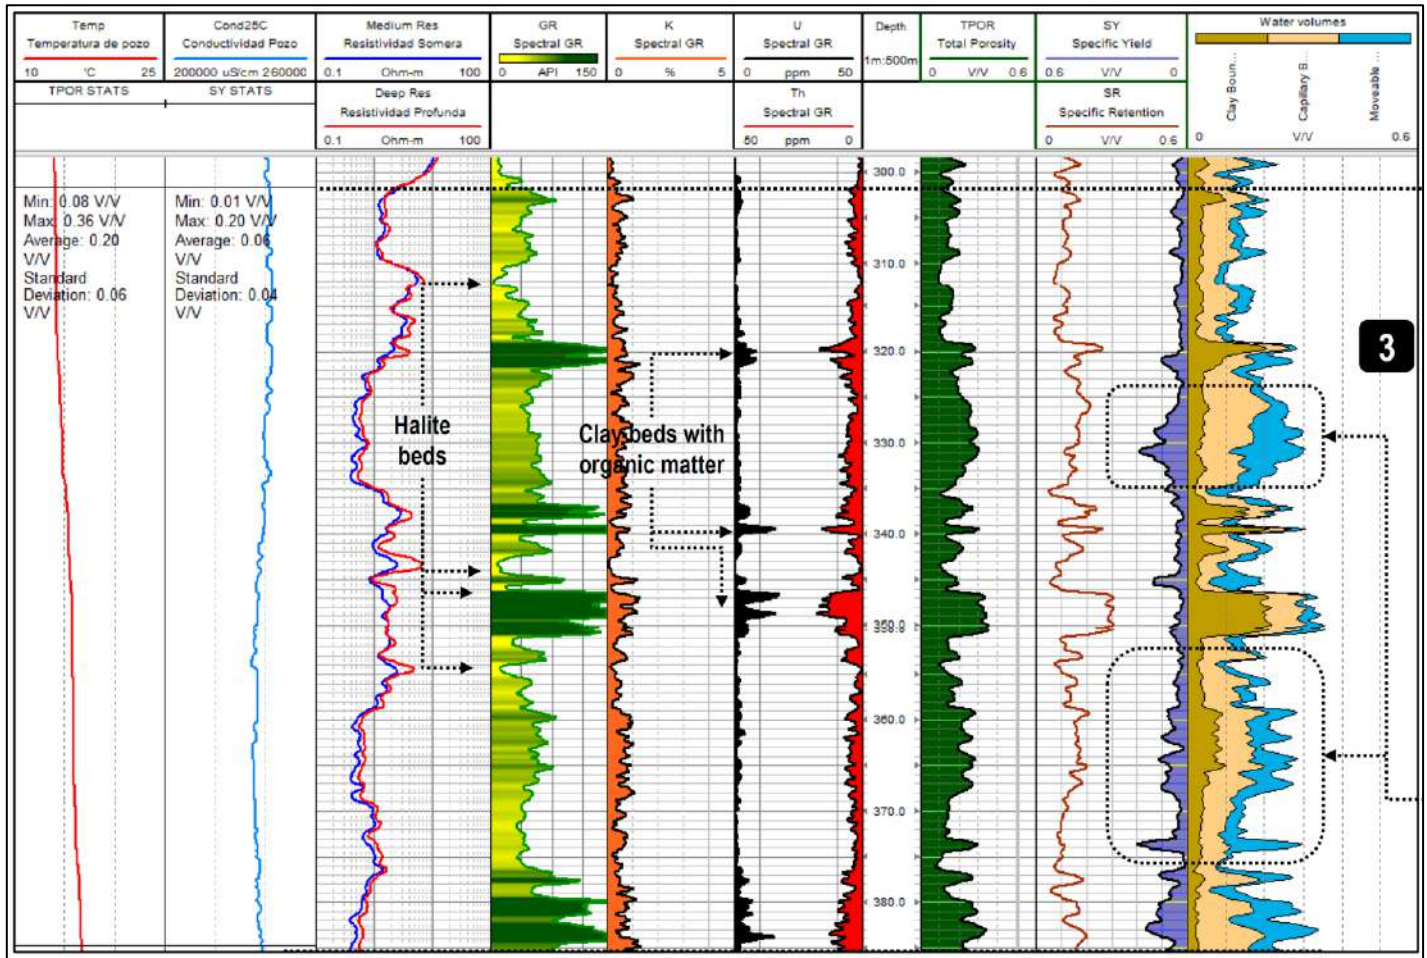 Temp
Temperatura de pozo
10 'C 25
Cond25C
Conductividad Pozo
200000 uS/cm 260000
Medium Res
Resistividad Somera
0.1 Ohm-m 100
GR
Spectral GR
0 API 150
K
Spectral GR
0 % 5
U
Spectral GR
0 ppm 50
Depth
1m:500m
TPOR
Total Porosity
0 V/V 0.6
SY
Specific Yield
0.6 V/V 0
Water volumes
Clay Boun...
Capillary B...
Moveable ...
0 V/V 0.6
TPOR STATS
SY STATS
Deep Res
Resistividad Profunda
0.1 Ohm-m 100
Th
Spectral GR
50 ppm 0
SR
Specific Retention
0 V/V 0.6
Min: 0.08 V/V
Max: 0.36 V/V
Average: 0.20
V/V
Standard
Deviation: 0.06
V/V
Min: 0.01 V/V
Max: 0.20 V/V
Average: 0.06
V/V
Standard
Deviation: 0.04
V/V
Halite
beds
Clay beds with
organic matter
300.0
310.0
320.0
330.0
340.0
350.0
360.0
370.0
380.0
3